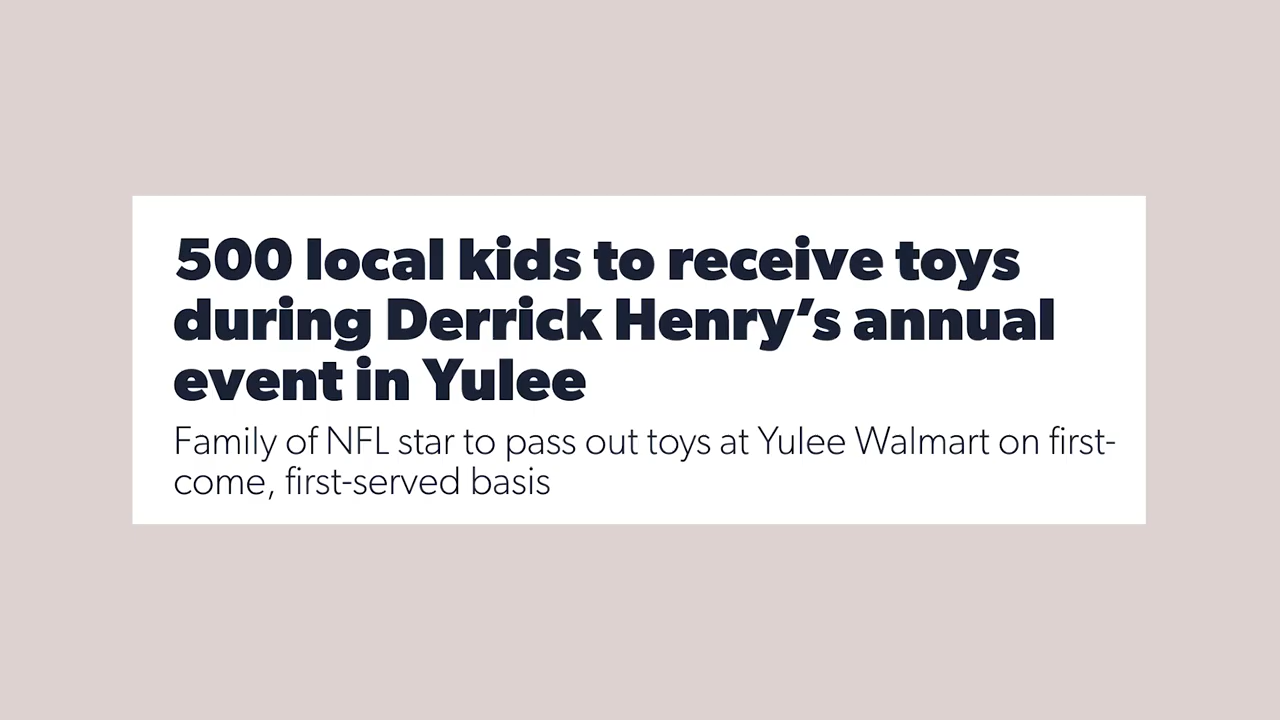 500 local kids to receive toys
during Derrick Henry’s annual
event in Yulee
Family of NFL star to pass out toys at Yulee Walmart on first-
come, first-served basis